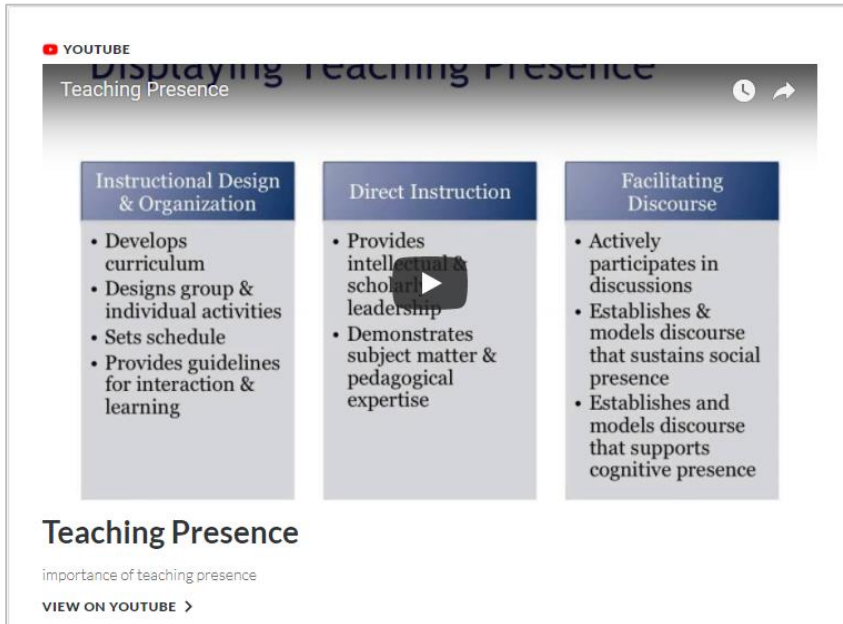 YOUTUBE
Displaying Teaching Presence
Teaching Presence
Instructional Design
& Organization
• Develops
curriculum
• Designs group &
individual activities
• Sets schedule
• Provides guidelines
for interaction &
learning
Direct Instruction
• Provides
intellectual &
scholarly
leadership
• Demonstrates
subject matter &
pedagogical
expertise
Facilitating
Discourse
• Actively
participates in
discussions
• Establishes &
models discourse
that sustains social
presence
• Establishes and
models discourse
that supports
cognitive presence
Teaching Presence
importance of teaching presence
VIEW ON YOUTUBE >